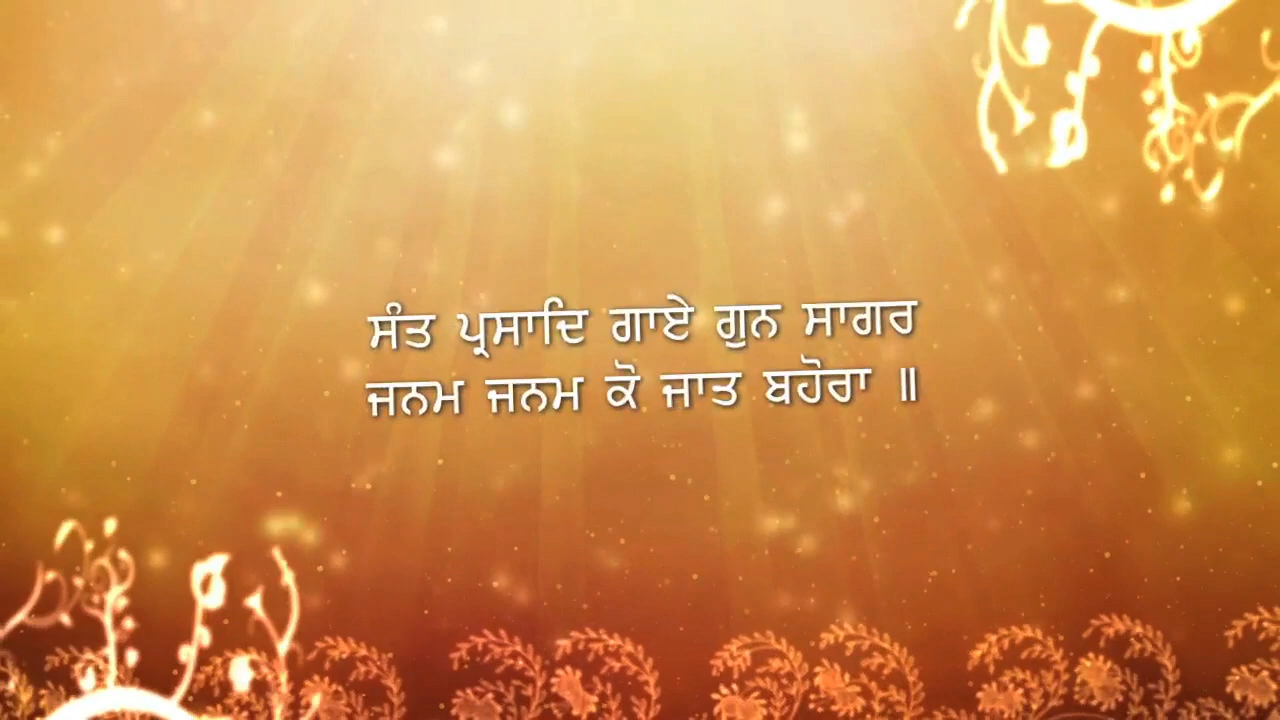 ਸੰਤ ਪ੍ਰਸਾਦਿ ਗਾਏ ਗੁਨ ਸਾਗਰ
ਜਨਮ ਜਨਮ ਕੋ ਜਾਤ ਬਹੋਰਾ ॥